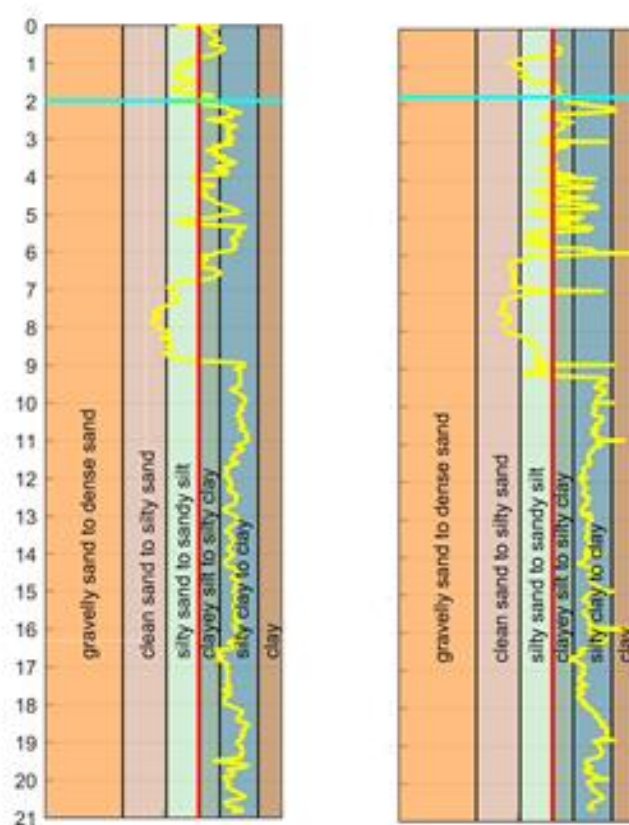 0
1
2
3
4
5
6
7
8
9
10
11
12
13
14
15
16
17
18
19
20
21
gravelly sand to dense sand
clean sand to silty sand
silty sand to sandy silt
clayey silt to silty clay
silty clay to clay
clay
gravelly sand to dense sand
clean sand to silty sand
silty sand to sandy silt
clayey silt to silty clay
silty clay to clay
clay